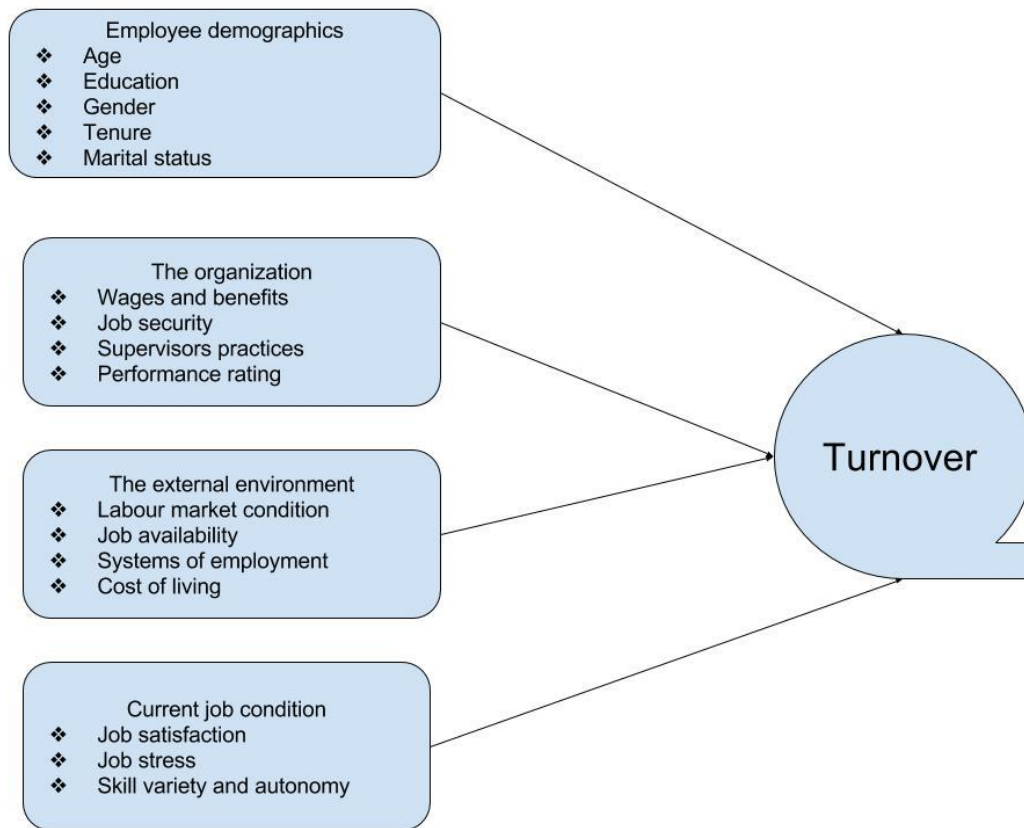 Employee demographics
❖ Age
❖ Education
❖ Gender
❖ Tenure
❖ Marital status
The organization
❖ Wages and benefits
❖ Job security
❖ Supervisors practices
❖ Performance rating
The external environment
❖ Labour market condition
❖ Job availability
❖ Systems of employment
❖ Cost of living
Current job condition
❖ Job satisfaction
❖ Job stress
❖ Skill variety and autonomy
Turnover